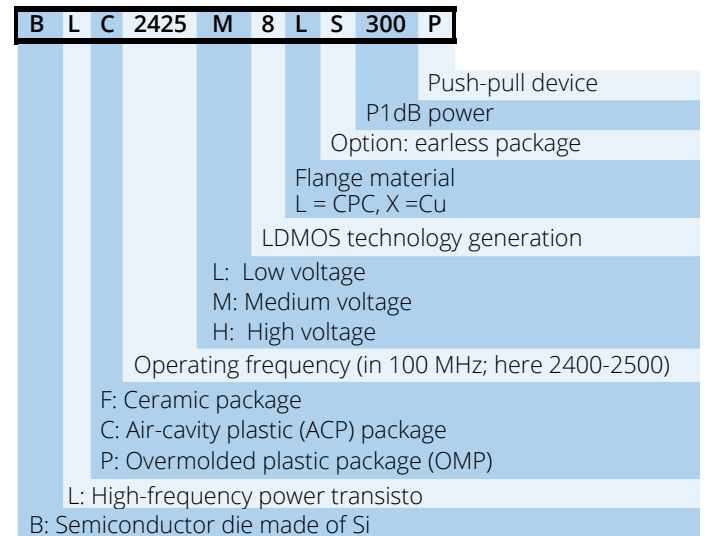 B L C 2425 M 8 L S 300 P
Push-pull device
P1dB power
Option: earless package
Flange material
L = CPC, X =Cu
LDMOS technology generation
L: Low voltage
M: Medium voltage
H: High voltage
Operating frequency (in 100 MHz; here 2400-2500)
F: Ceramic package
C: Air-cavity plastic (ACP) package
P: Overmolded plastic package (OMP)
L: High-frequency power transisto
B: Semiconductor die made of Si